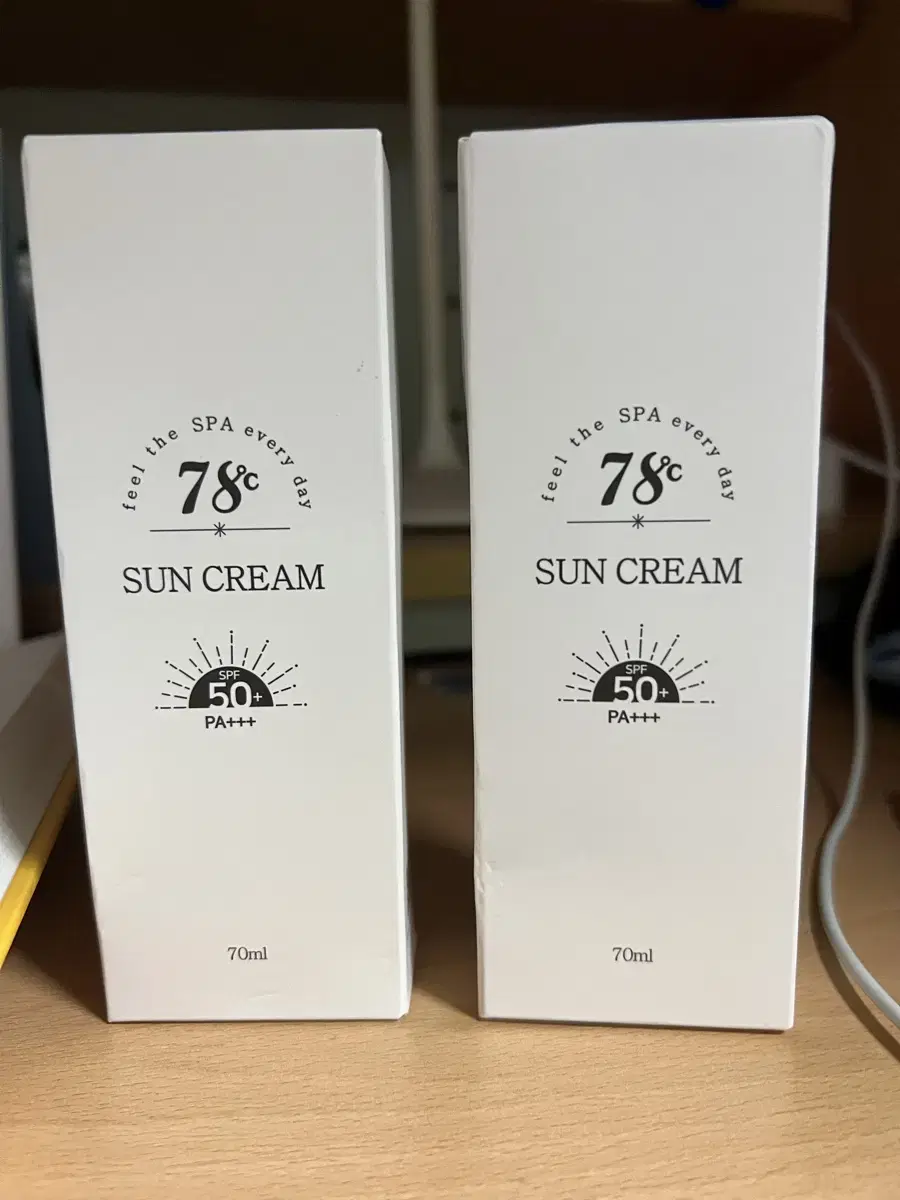 feel the SPA every day
78℃
SUN CREAM
SPF
50+
PA+++
70ml
feel the SPA every day
78℃
SUN CREAM
SPF
50+
PA+++
70ml